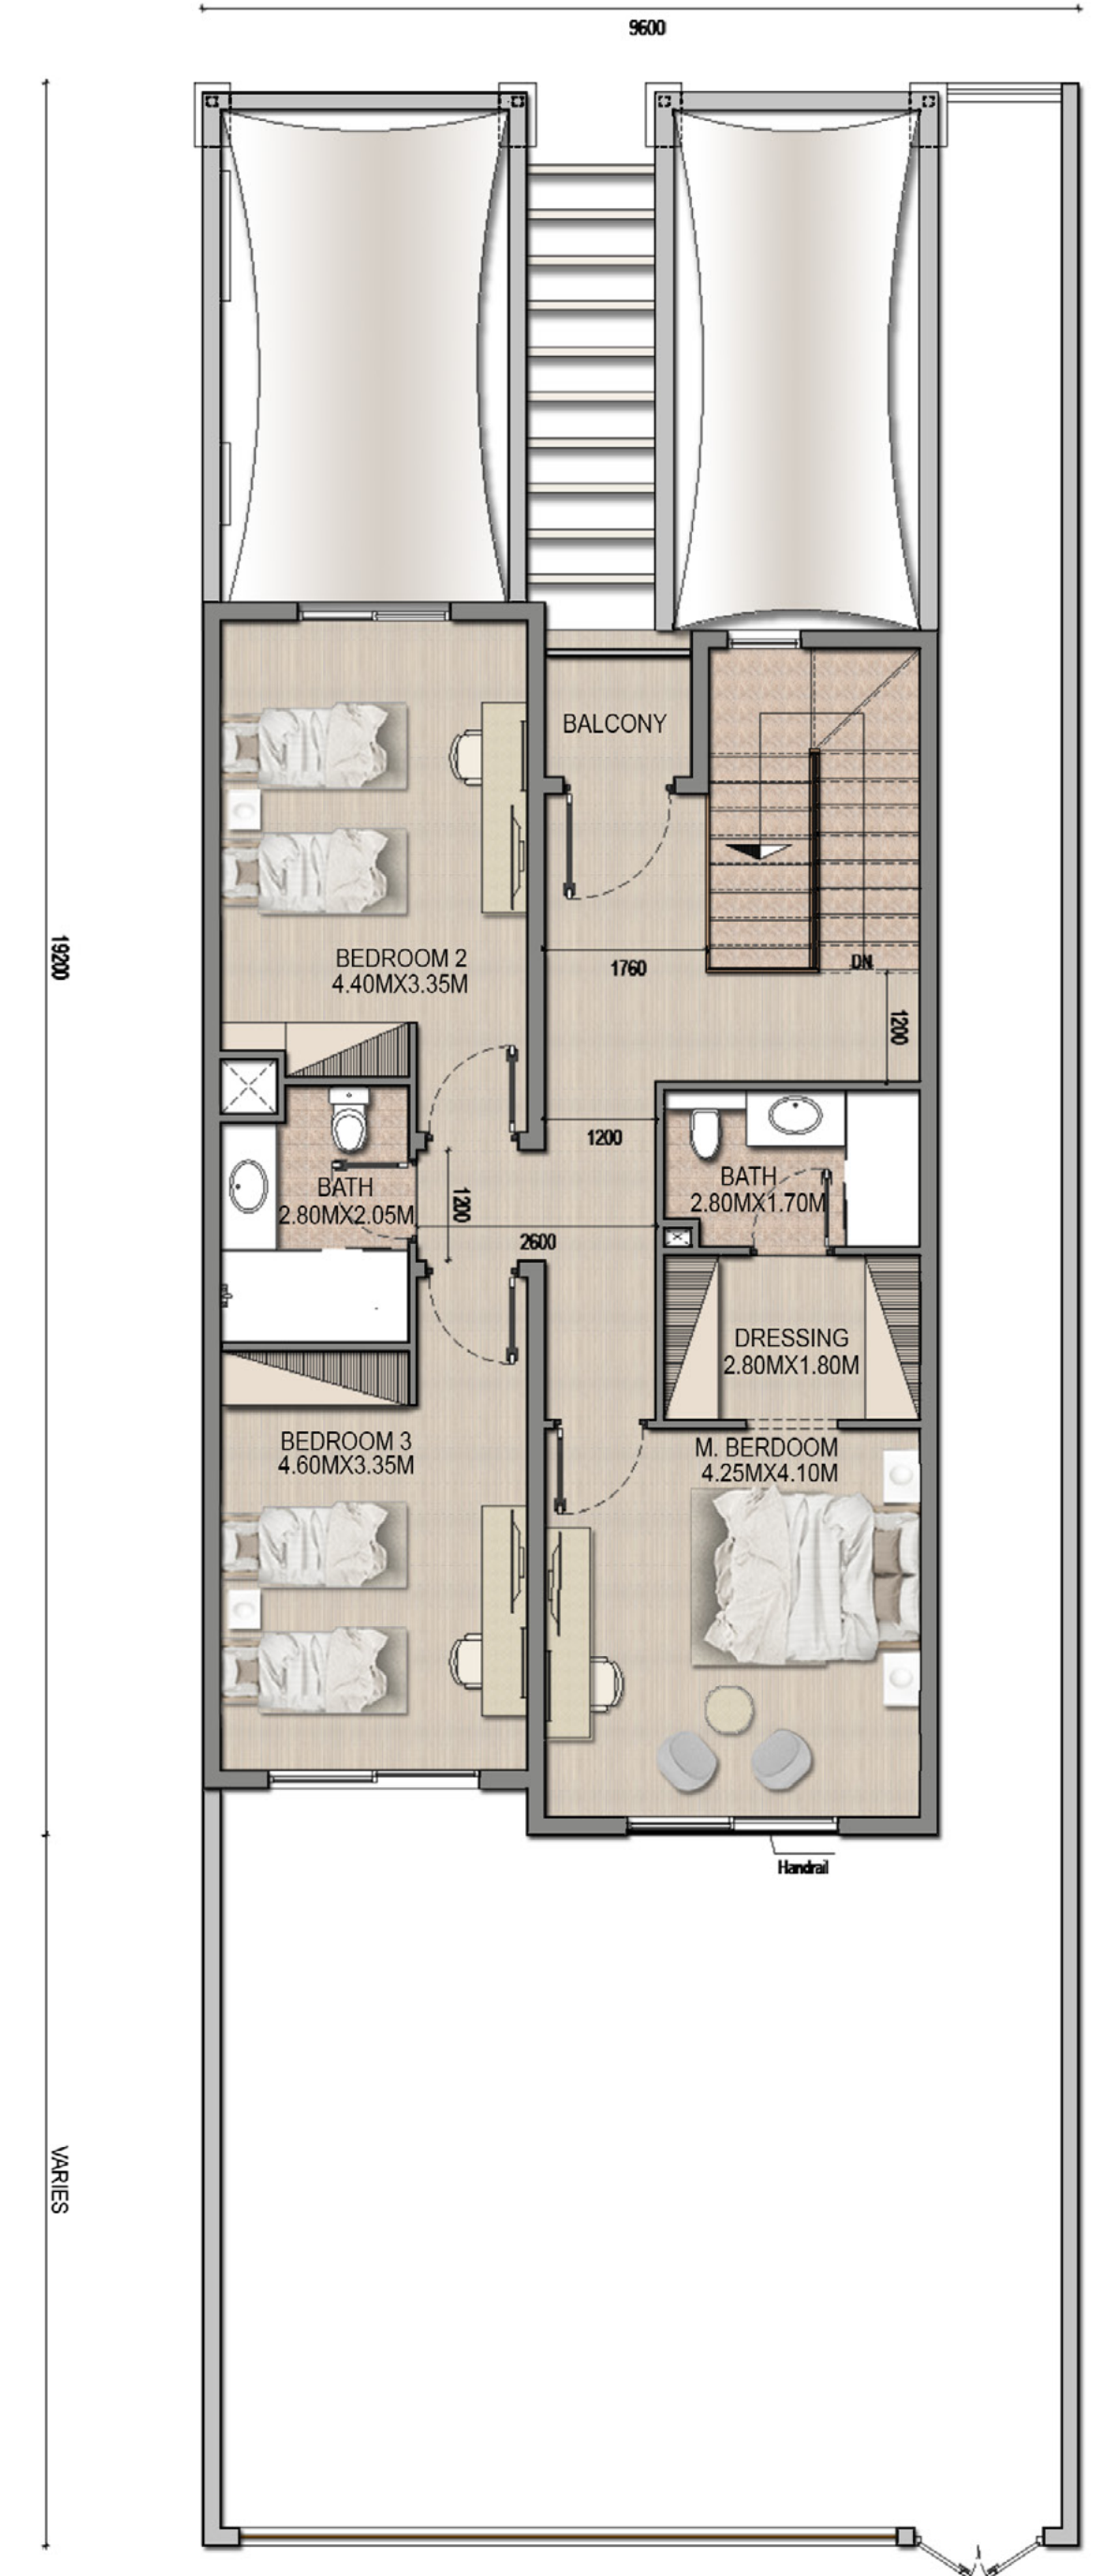 9600
BALCONY
19200
BEDROOM 2
4.40MX3.35M
1760
DN
1200
1200
BATH
2.80MX2.05M
1200
2600
BATH
2.80MX1.70M
DRESSING
2.80MX1.80M
BEDROOM 3
4.60MX3.35M
M. BERDOOM
4.25MX4.10M
Handrail
VARIES